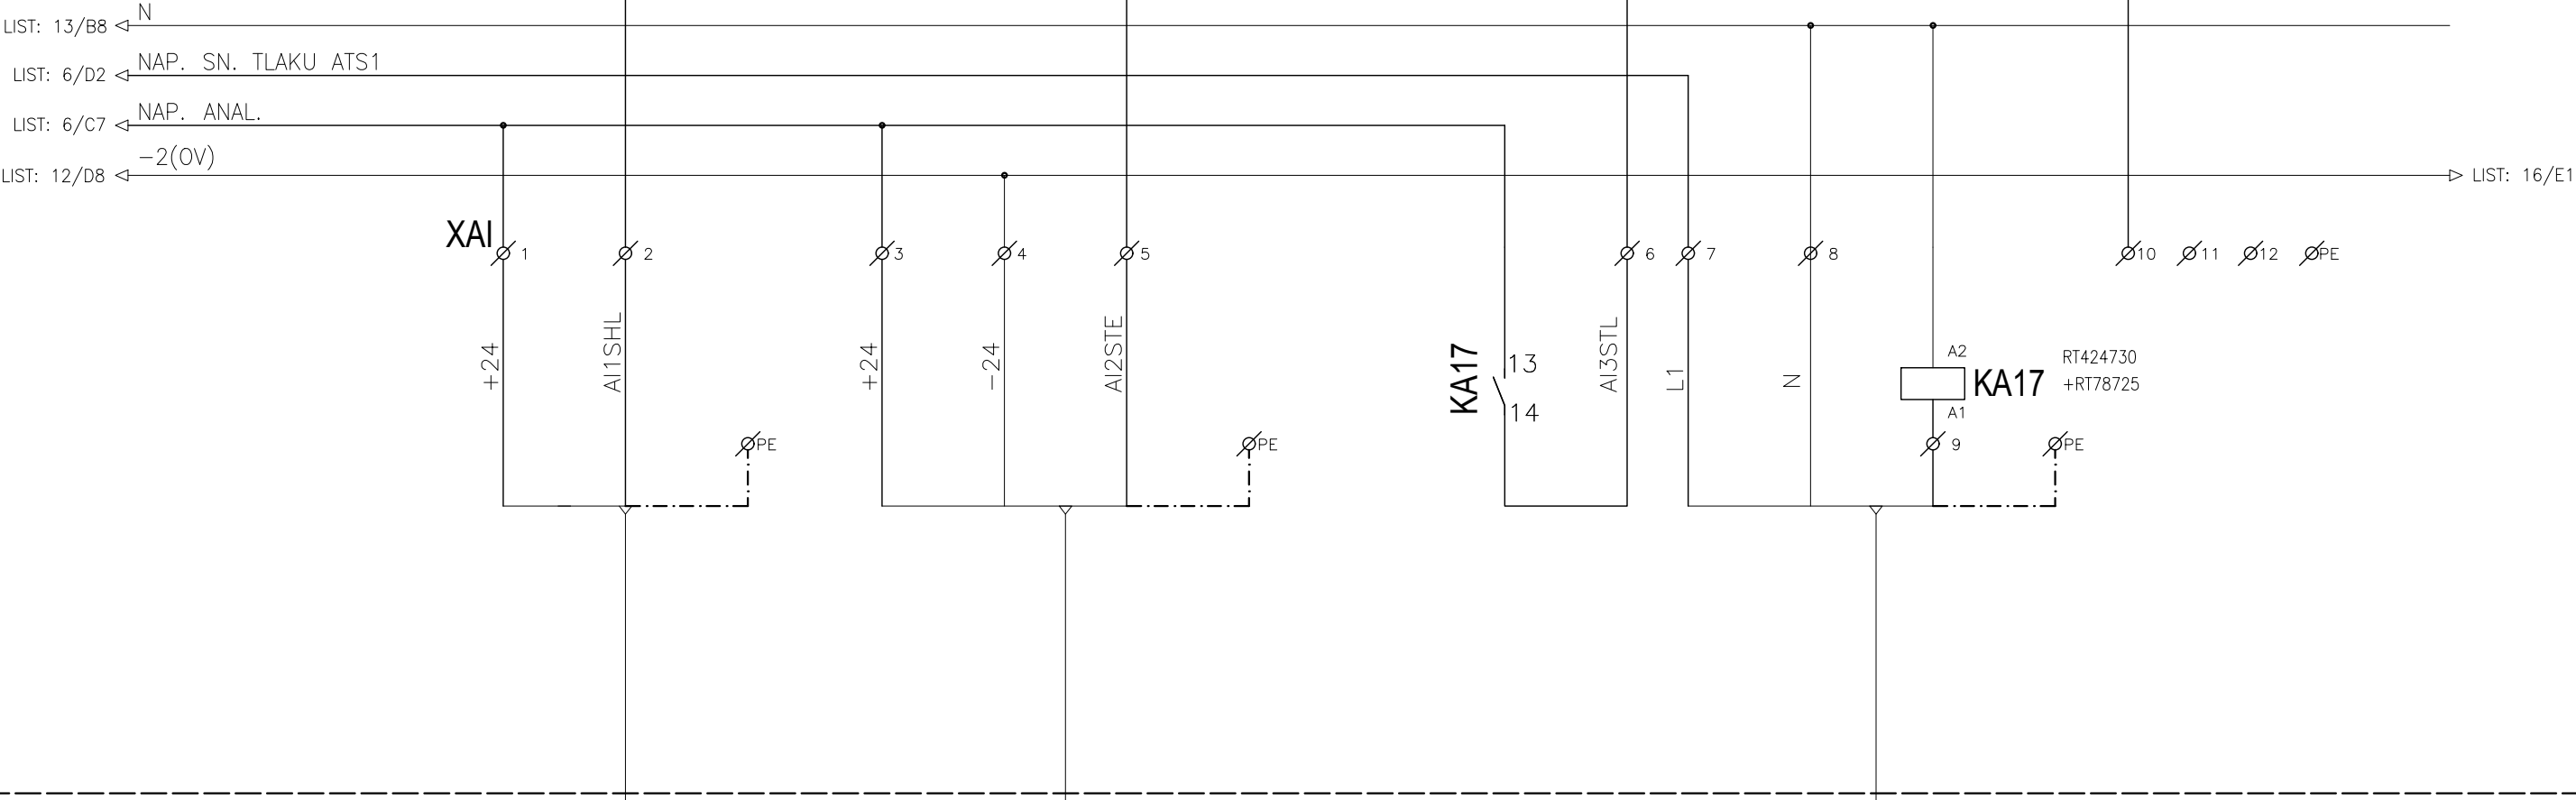 N
LIST: 13/B8
NAP. SN. TLAKU ATS1
LIST: 6/D2
NAP. ANAL.
LIST: 6/C7
-2(0V)
LIST: 12/D8
LIST: 16/E1
XAI
1
2
3
4
5
6
7
8
10
11
12
PE
+24
AI1SHL
+24
-24
AI2STE
KA17
13
14
AI3STL
L1
N
A2
KA17
A1
RT424730
+RT78725
PE
PE
9
PE